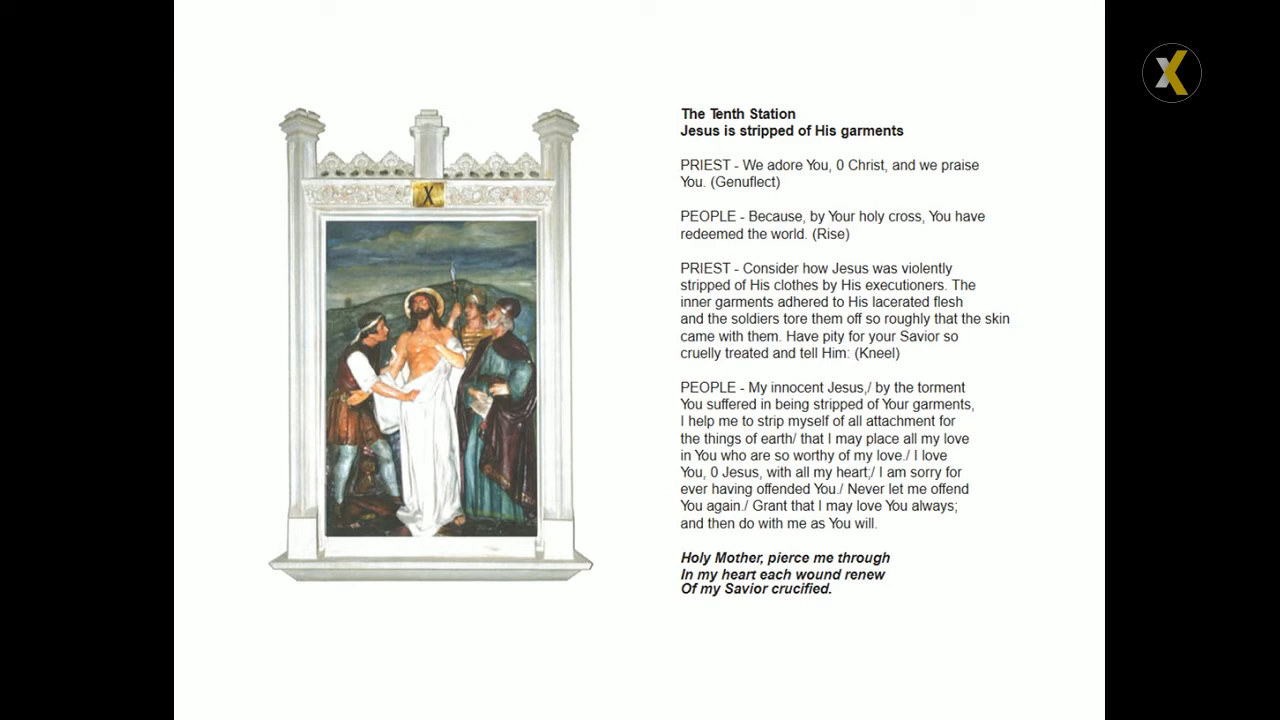 X
The Tenth Station
Jesus is stripped of His garments
PRIEST - We adore You, 0 Christ, and we praise
You. (Genuflect)
PEOPLE - Because, by Your holy cross, You have
redeemed the world. (Rise)
PRIEST - Consider how Jesus was violently
stripped of His clothes by His executioners. The
inner garments adhered to His lacerated flesh
and the soldiers tore them off so roughly that the skin
came with them. Have pity for your Savior so
cruelly treated and tell Him: (Kneel)
PEOPLE - My innocent Jesus,/ by the torment
You suffered in being stripped of Your garments,
I help me to strip myself of all attachment for
the things of earth/ that I may place all my love
in You who are so worthy of my love./ I love
You, 0 Jesus, with all my heart;/ I am sorry for
ever having offended You./ Never let me offend
You again./ Grant that I may love You always;
and then do with me as You will.
Holy Mother, pierce me through
In my heart each wound renew
Of my Savior crucified.
X